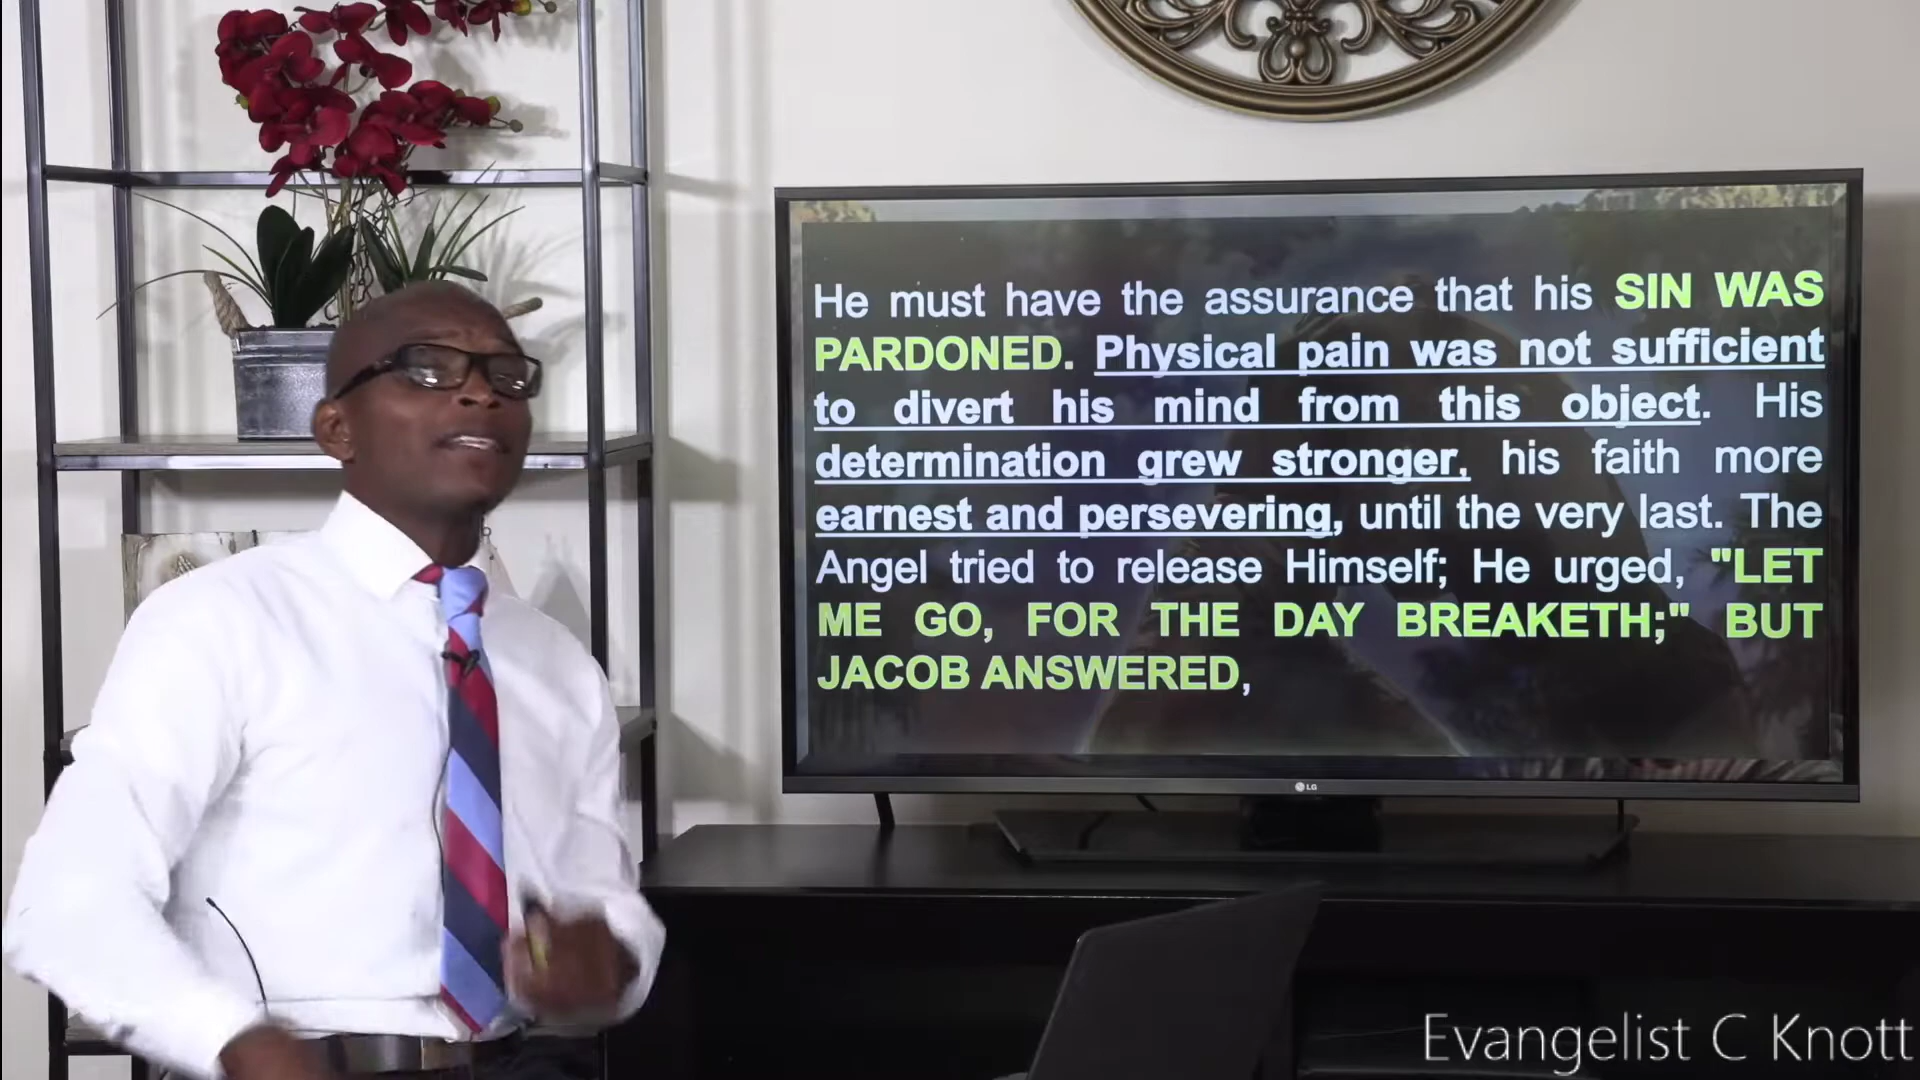 He must have the assurance that his SIN WAS
PARDONED. Physical pain was not sufficient
to divert his mind from this object. His
determination grew stronger, his faith more
earnest and persevering, until the very last. The
Angel tried to release Himself; He urged, "LET
ME GO, FOR THE DAY BREAKETH;" BUT
JACOB ANSWERED,
LG
Evangelist C Knott